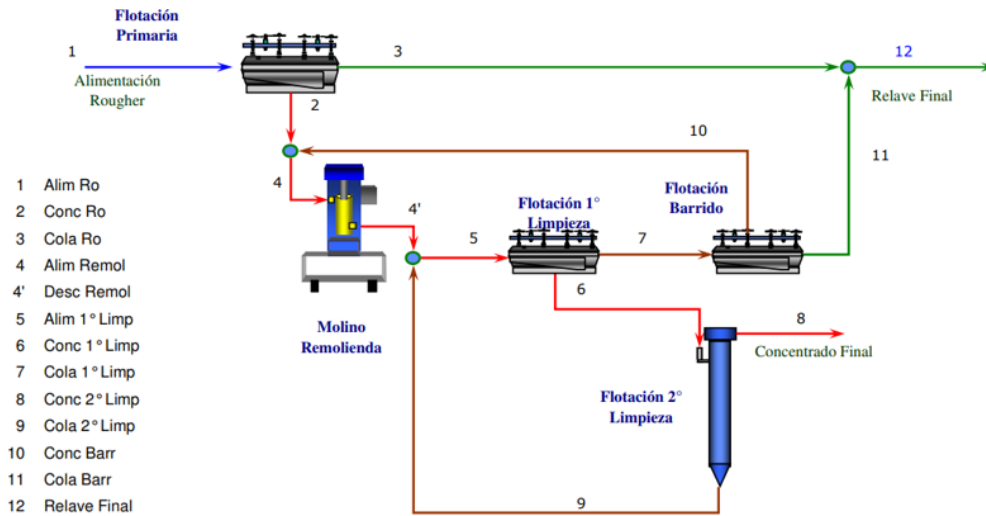 Flotación
Primaria
1
3
12
Alimentación
Rougher
Relave Final
2
10
11
4
4'
Flotación 1°
Limpieza
Flotación
Barrido
5
7
6
8
Molino
Remolienda
Concentrado Final
Flotación 2°
Limpieza
9
1 Alim Ro
2 Conc Ro
3 Cola Ro
4 Alim Remol
4' Desc Remol
5 Alim 1° Limp
6 Conc 1° Limp
7 Cola 1° Limp
8 Conc 2° Limp
9 Cola 2° Limp
10 Conc Barr
11 Cola Barr
12 Relave Final